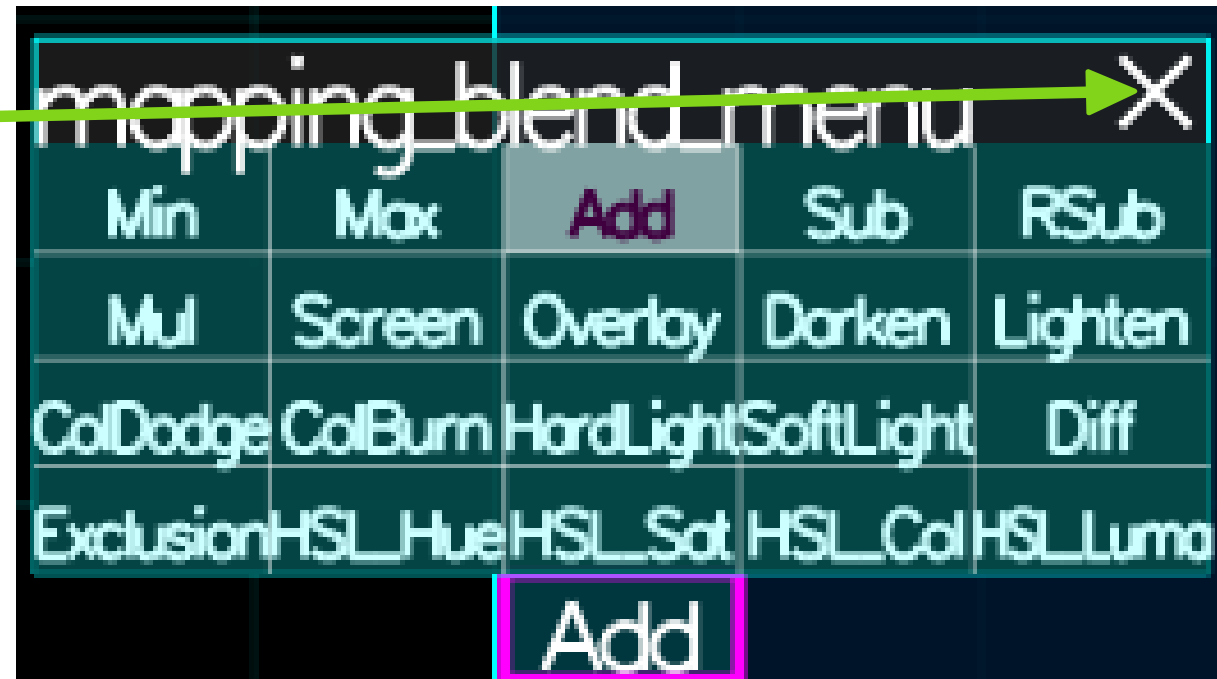 mapping_blend_menu X
Min Max Add Sub RSub
Mul Screen Overlay Darken Lighten
ColDodge ColBurn HardLight SoftLight Diff
Exclusion HSL_Hue HSL_Sat HSL_Col HSL_Luma
Add